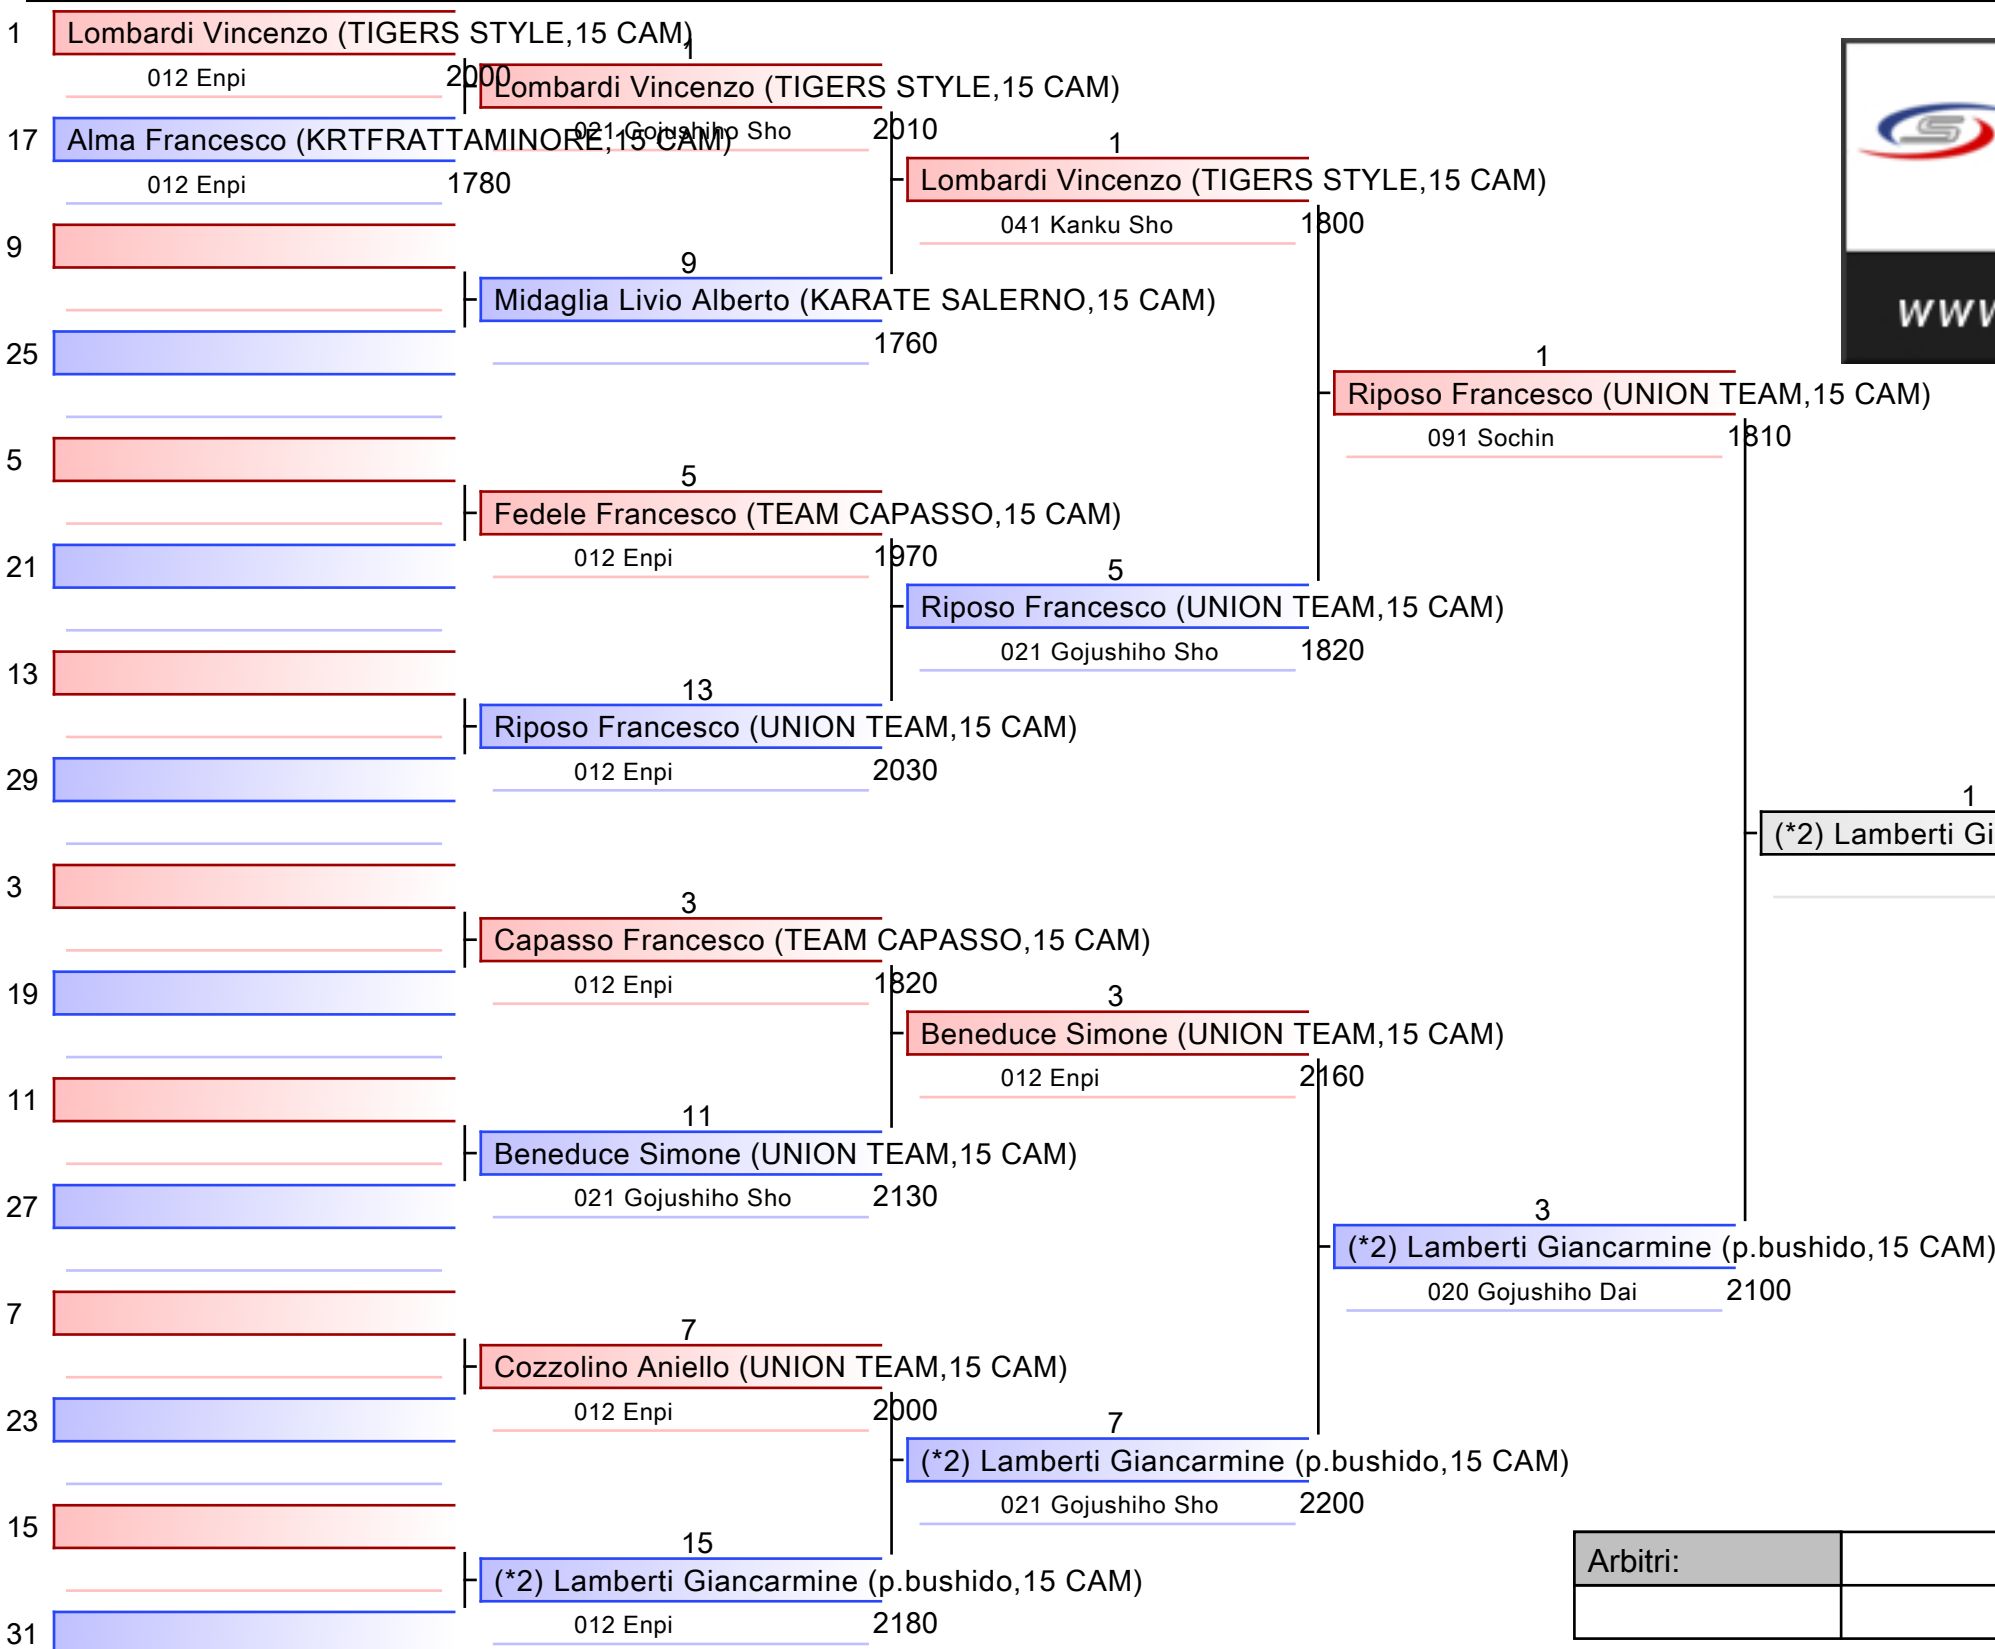 1
Lombardi Vincenzo (TIGERS STYLE,15 CAM)
012 Enpi
2000
17
Alma Francesco (KRTFRATTAMINORE,15 CAM)
012 Enpi
1780
9
25
5
21
13
29
3
19
11
27
7
23
15
31
1
Lombardi Vincenzo (TIGERS STYLE,15 CAM)
021 Gojushiho Sho
2010
9
Midaglia Livio Alberto (KARATE SALERNO,15 CAM)
1760
5
Fedele Francesco (TEAM CAPASSO,15 CAM)
012 Enpi
1970
13
Riposo Francesco (UNION TEAM,15 CAM)
012 Enpi
2030
3
Capasso Francesco (TEAM CAPASSO,15 CAM)
012 Enpi
1820
11
Beneduce Simone (UNION TEAM,15 CAM)
021 Gojushiho Sho
2130
7
Cozzolino Aniello (UNION TEAM,15 CAM)
012 Enpi
2000
15
(*2) Lamberti Giancarmine (p.bushido,15 CAM)
012 Enpi
2180
1
Lombardi Vincenzo (TIGERS STYLE,15 CAM)
041 Kanku Sho
1800
5
Riposo Francesco (UNION TEAM,15 CAM)
021 Gojushiho Sho
1820
3
Beneduce Simone (UNION TEAM,15 CAM)
012 Enpi
2160
7
(*2) Lamberti Giancarmine (p.bushido,15 CAM)
021 Gojushiho Sho
2200
1
Riposo Francesco (UNION TEAM,15 CAM)
091 Sochin
1810
3
(*2) Lamberti Giancarmine (p.bushido,15 CAM)
020 Gojushiho Dai
2100
1
(*2) Lamberti Gi
S
Arbitri: